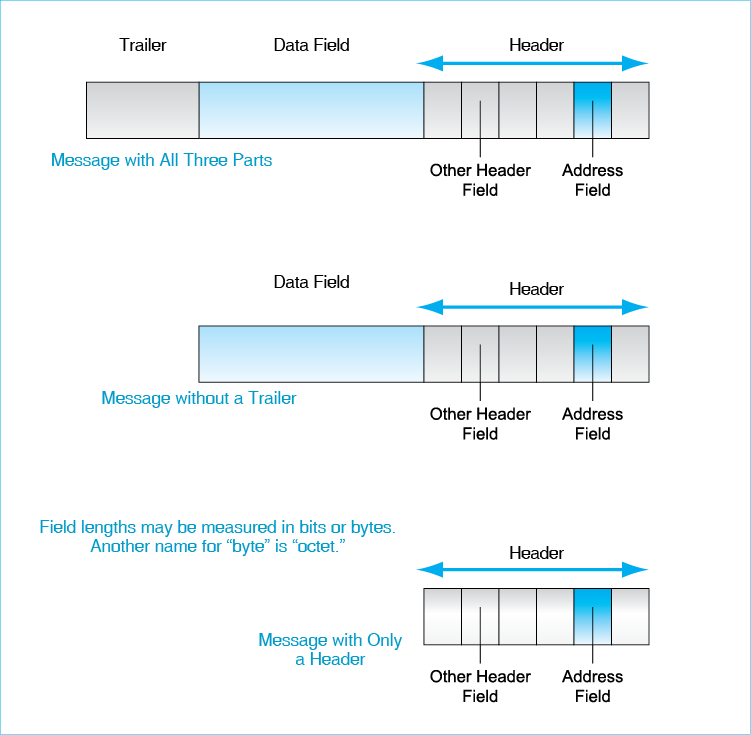 Trailer
Data Field
Header
Message with All Three Parts
Other Header
Field
Address
Field
Data Field
Header
Message without a Trailer
Other Header
Field
Address
Field
Field lengths may be measured in bits or bytes.
Another name for “byte” is “octet.”
Header
Message with Only
a Header
Other Header
Field
Address
Field